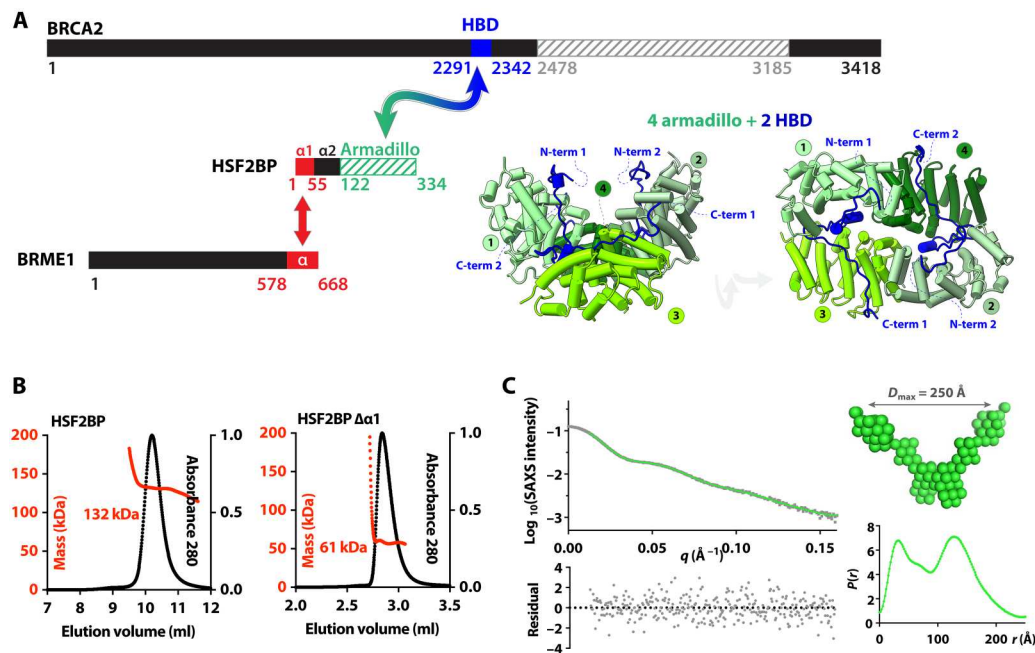 A
BRCA2
HBD
1 2291 2342 2478 3185 3418
HSF2BP
α1 α2 Armadillo
1 55 122 334
BRME1
α
1 578 668
4 armadillo + 2 HBD
N-term 1 N-term 2 2
4
C-term 1
1
C-term 2
3
C-term 2
1 N-term 1 4
3 C-term 1 N-term 2 2
B
HSF2BP
200 1.0
150
132 kDa
100 0.5
50
0 0.0
Mass (kDa)
Absorbance 280
7 8 9 10 11 12
Elution volume (ml)
HSF2BP Δα1
200 1.0
150
100 0.5
61 kDa
50
0 0.0
Mass (kDa)
Absorbance 280
2.0 2.5 3.0 3.5
Elution volume (ml)
C
Log 10(SAXS intensity)
0
−1
−2
−3
0.00 0.05 0.10 0.15
q (Å−1)
Residual
4
2
0
−2
−4
Dmax = 250 Å
P(r)
8
6
4
2
0
0 100 200 r (Å)